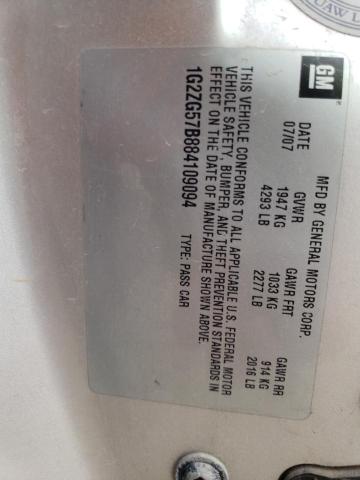 UAW
GM
MFD BY GENERAL MOTORS CORP.
DATE GVWR GAWR FRT GAWR RR
07/07 1947 KG 1033 KG 914 KG
4293 LB 2277 LB 2016 LB
THIS VEHICLE CONFORMS TO ALL APPLICABLE U.S. FEDERAL MOTOR
VEHICLE SAFETY, BUMPER, AND THEFT PREVENTION STANDARDS IN
EFFECT ON THE DATE OF MANUFACTURE SHOWN ABOVE.
1G2ZG57B884109094 TYPE: PASS CAR